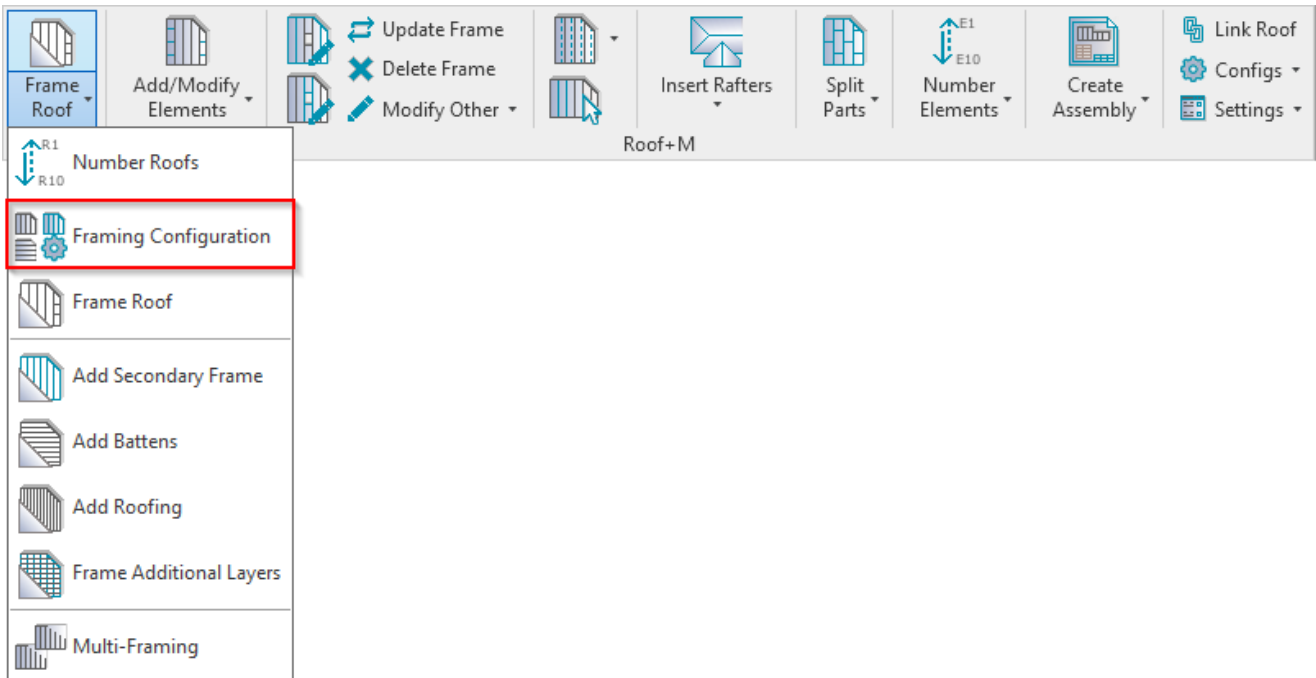 Frame
Roof
Add/Modify
Elements
Update Frame
Delete Frame
Modify Other
Insert Rafters
Split
Parts
E1
E10
Number
Elements
Create
Assembly
Link Roof
Configs
Settings
Roof+M
R1
R10
Number Roofs
Framing Configuration
Frame Roof
Add Secondary Frame
Add Battens
Add Roofing
Frame Additional Layers
Multi-Framing